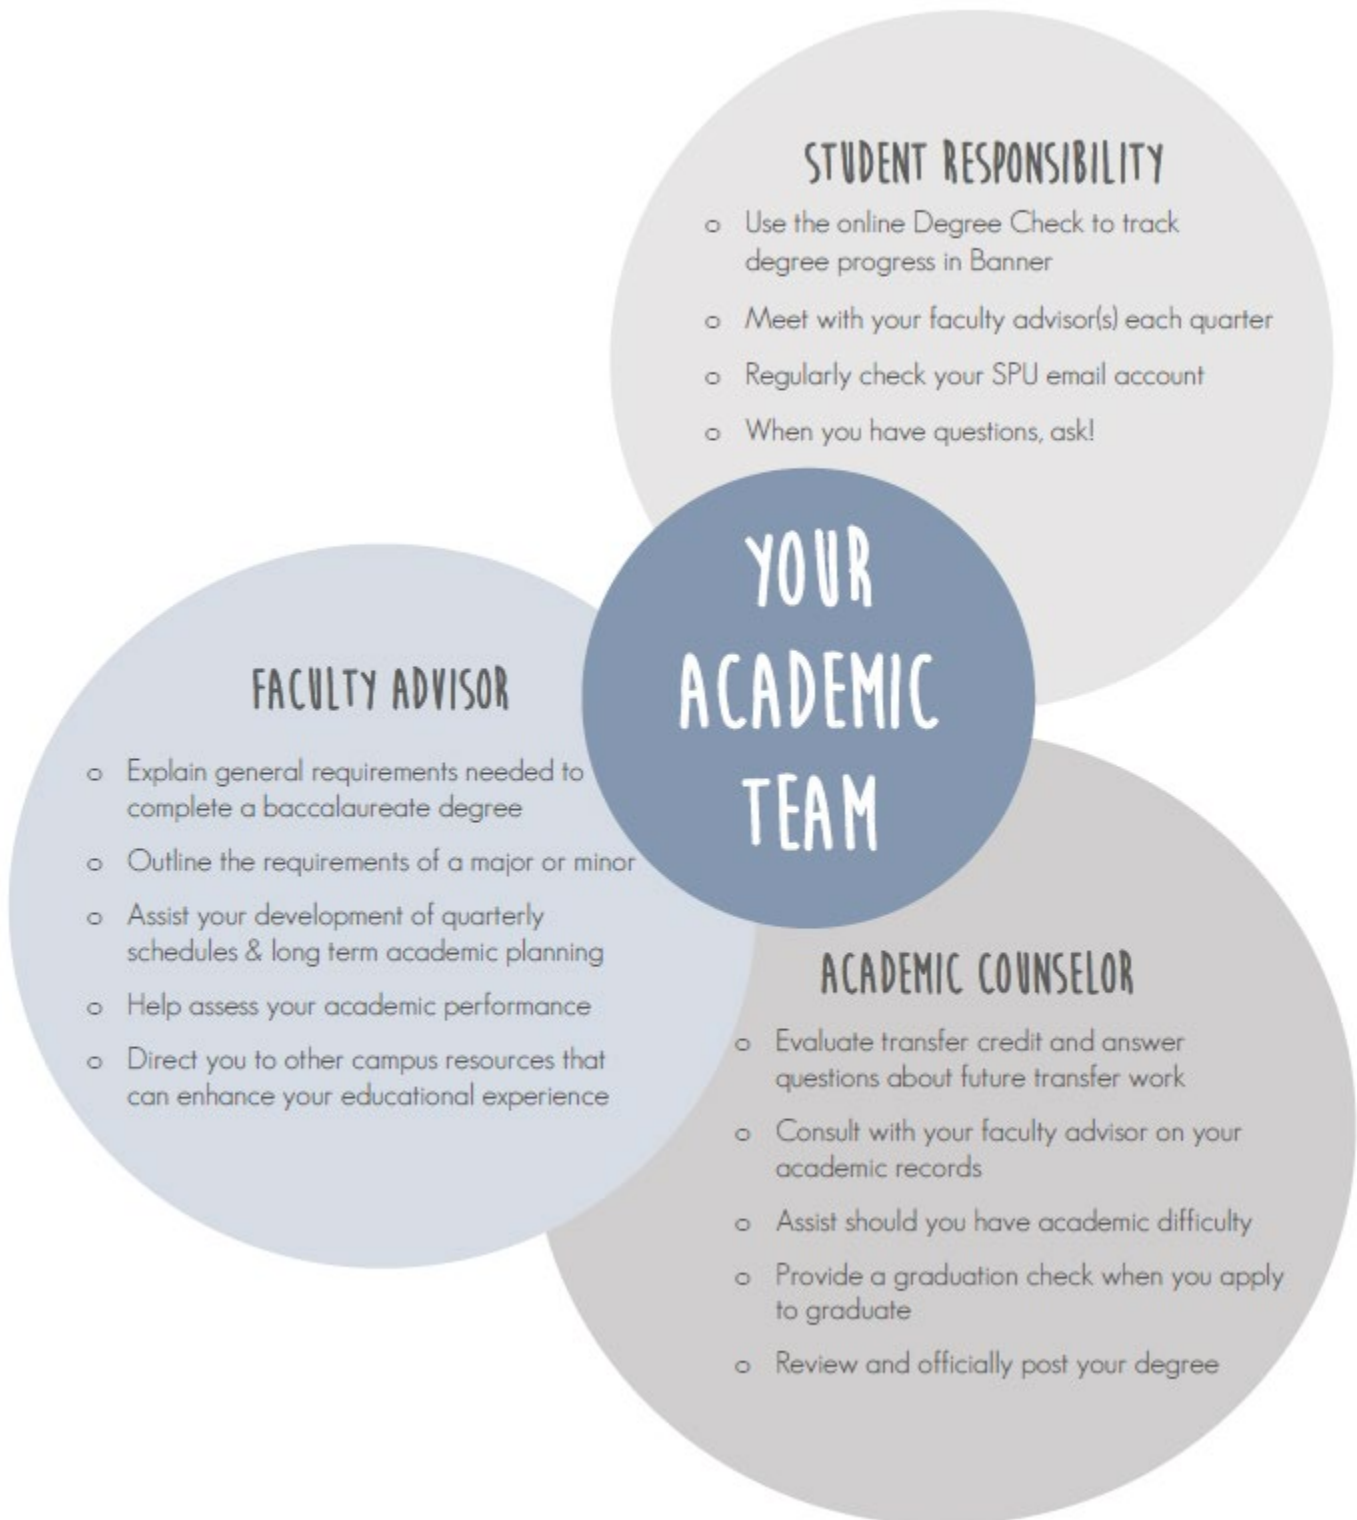 STUDENT RESPONSIBILITY
o Use the online Degree Check to track
degree progress in Banner
o Meet with your faculty advisor(s) each quarter
o Regularly check your SPU email account
o When you have questions, ask!
YOUR
ACADEMIC
TEAM
FACULTY ADVISOR
o Explain general requirements needed to
complete a baccalaureate degree
o Outline the requirements of a major or minor
o Assist your development of quarterly
schedules & long term academic planning
o Help assess your academic performance
o Direct you to other campus resources that
can enhance your educational experience
ACADEMIC COUNSELOR
o Evaluate transfer credit and answer
questions about future transfer work
o Consult with your faculty advisor on your
academic records
o Assist should you have academic difficulty
o Provide a graduation check when you apply
to graduate
o Review and officially post your degree